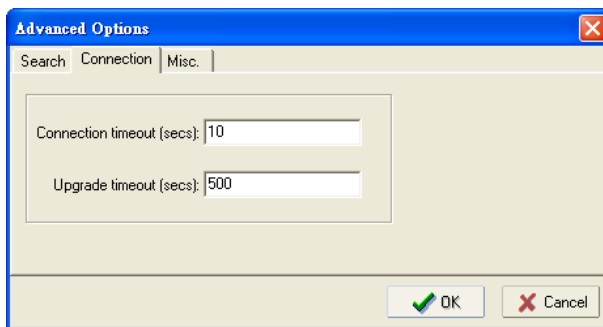 Advanced Options
Search Connection Misc.
Connection timeout (secs): 10
Upgrade timeout (secs): 500
OK Cancel